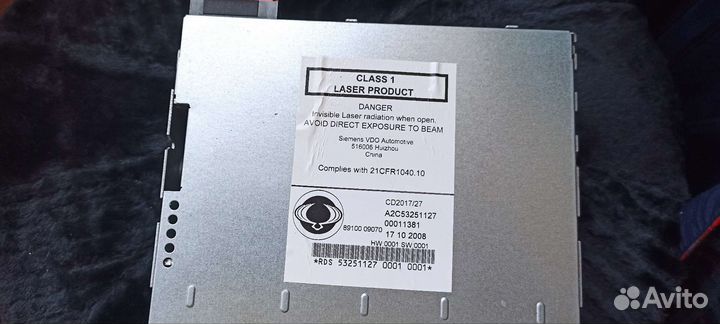 CLASS 1
LASER PRODUCT
DANGER
Invisible Laser radiation when open.
AVOID DIRECT EXPOSURE TO BEAM
Siemens VDO Automotive
516006 Huizhou
China
Complies with 21CFR1040.10
CD2017/27
A2C53251127
89100 09070
00011381
17 10 2008
HW 0001 SW 0001
*RDS 53251127 0001 0001*
Avito